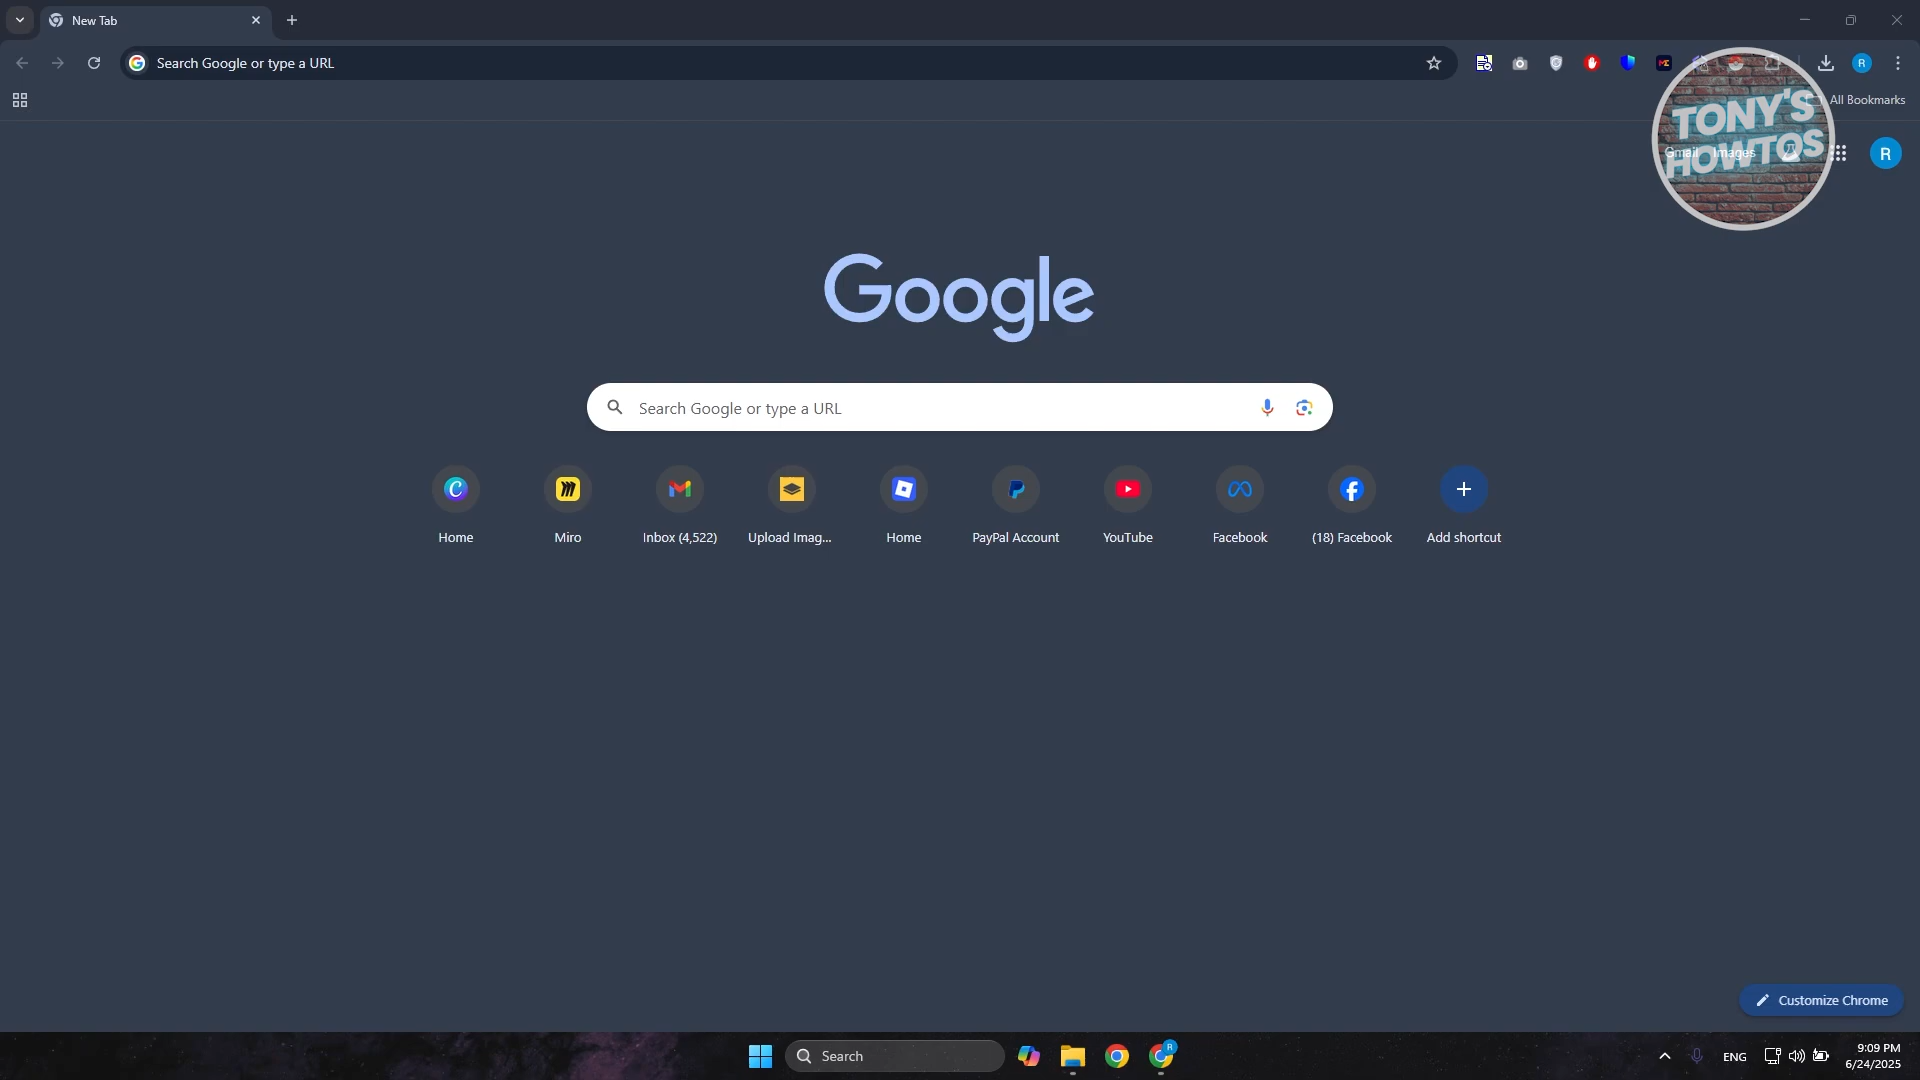 New Tab
Search Google or type a URL
All Bookmarks
TONY'S
HOWTOS
Gmail Images
R
R
Google
Search Google or type a URL
Home Miro Inbox (4,522) Upload Imag... Home PayPal Account YouTube Facebook (18) Facebook Add shortcut
Customize Chrome
Search
R
ENG
9:09 PM
6/24/2025